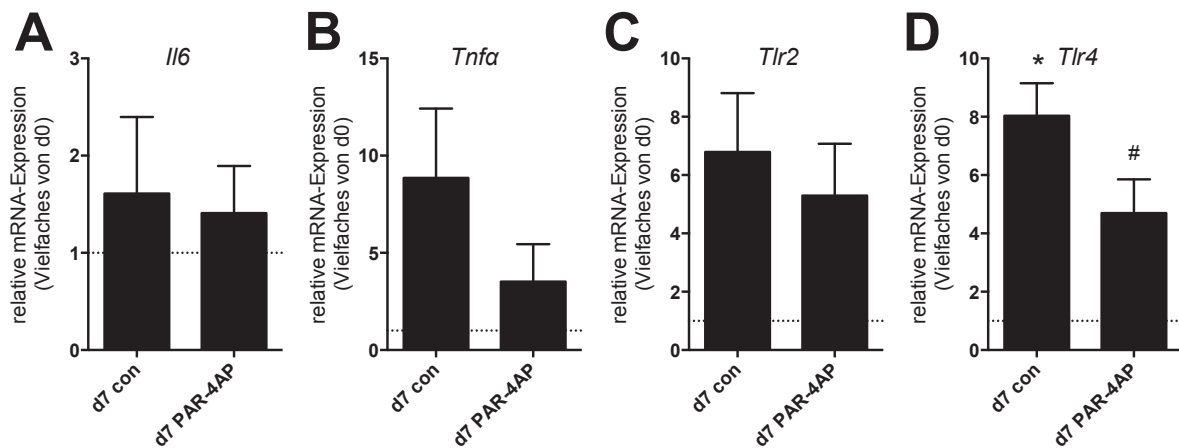 A
Il6
relative mRNA-Expression
(Vielfaches von d0)
3
2
1
0
d7 con
d7 PAR-4AP
B
Tnfα
relative mRNA-Expression
(Vielfaches von d0)
15
10
5
0
d7 con
d7 PAR-4AP
C
Tlr2
relative mRNA-Expression
(Vielfaches von d0)
10
8
6
4
2
0
d7 con
d7 PAR-4AP
D
* Tlr4
relative mRNA-Expression
(Vielfaches von d0)
10
8
6
4
2
0
#
d7 con
d7 PAR-4AP